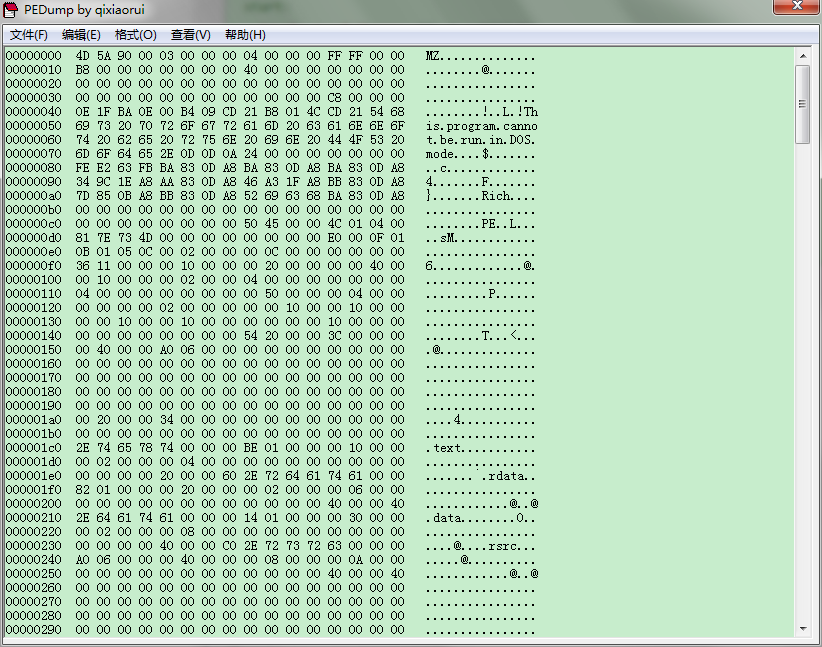 PEDump by qixiaorui
文件(F) 编辑(E) 格式(O) 查看(V) 帮助(H)
00000000 4D 5A 90 00 03 00 00 00 04 00 00 00 FF FF 00 00 MZ..............
00000010 B8 00 00 00 00 00 00 00 40 00 00 00 00 00 00 00 ........@.......
00000020 00 00 00 00 00 00 00 00 00 00 00 00 00 00 00 00 ................
00000030 00 00 00 00 00 00 00 00 00 00 00 00 C8 00 00 00 ................
00000040 0E 1F BA 0E 00 B4 09 CD 21 B8 01 4C CD 21 54 68 ........!..L.!Th
00000050 69 73 20 70 72 6F 67 72 61 6D 20 63 61 6E 6E 6F is.program.canno
00000060 74 20 62 65 20 72 75 6E 20 69 6E 20 44 4F 53 20 t.be.run.in.DOS.
00000070 6D 6F 64 65 2E 0D 0D 0A 24 00 00 00 00 00 00 00 mode....$.......
00000080 FE E2 63 FB BA 83 0D A8 BA 83 0D A8 BA 83 0D A8 ..c.............
00000090 34 9C 1E A8 AA 83 0D A8 46 A3 1F A8 BB 83 0D A8 4.......F.......
000000a0 7D 85 0B A8 BB 83 0D A8 52 69 63 68 BA 83 0D A8 }.......Rich....
000000b0 00 00 00 00 00 00 00 00 00 00 00 00 00 00 00 00 ................
000000c0 00 00 00 00 00 00 00 00 50 45 00 00 4C 01 04 00 ........PE..L...
000000d0 81 7E 73 4D 00 00 00 00 00 00 00 00 E0 00 0F 01 ..sM............
000000e0 0B 01 05 0C 00 02 00 00 00 0C 00 00 00 00 00 00 ................
000000f0 36 11 00 00 00 10 00 00 00 20 00 00 00 00 40 00 6.............@.
00000100 00 10 00 00 00 02 00 00 04 00 00 00 00 00 00 00 ................
00000110 04 00 00 00 00 00 00 00 00 50 00 00 00 04 00 00 .........P......
00000120 00 00 00 00 02 00 00 00 00 00 10 00 00 10 00 00 ................
00000130 00 00 10 00 00 10 00 00 00 00 00 00 10 00 00 00 ................
00000140 00 00 00 00 00 00 00 00 54 20 00 00 3C 00 00 00 ........T...<...
00000150 00 40 00 00 A0 06 00 00 00 00 00 00 00 00 00 00 .@..............
00000160 00 00 00 00 00 00 00 00 00 00 00 00 00 00 00 00 ................
00000170 00 00 00 00 00 00 00 00 00 00 00 00 00 00 00 00 ................
00000180 00 00 00 00 00 00 00 00 00 00 00 00 00 00 00 00 ................
00000190 00 00 00 00 00 00 00 00 00 00 00 00 00 00 00 00 ................
000001a0 00 20 00 00 34 00 00 00 00 00 00 00 00 00 00 00 ....4...........
000001b0 00 00 00 00 00 00 00 00 00 00 00 00 00 00 00 00 ................
000001c0 2E 74 65 78 74 00 00 00 BE 01 00 00 00 10 00 00 .text...........
000001d0 00 02 00 00 00 04 00 00 00 00 00 00 00 00 00 00 ................
000001e0 00 00 00 00 20 00 00 60 2E 72 64 61 74 61 00 00 .......`.rdata..
000001f0 82 01 00 00 00 20 00 00 00 02 00 00 00 06 00 00 ................
00000200 00 00 00 00 00 00 00 00 00 00 00 00 40 00 00 40 ............@..@
00000210 2E 64 61 74 61 00 00 00 14 01 00 00 00 30 00 00 .data........0..
00000220 00 02 00 00 00 08 00 00 00 00 00 00 00 00 00 00 ................
00000230 00 00 00 00 40 00 00 C0 2E 72 73 72 63 00 00 00 ....@....rsrc...
00000240 A0 06 00 00 00 40 00 00 00 08 00 00 00 0A 00 00 .....@..........
00000250 00 00 00 00 00 00 00 00 00 00 00 00 40 00 00 40 ............@..@
00000260 00 00 00 00 00 00 00 00 00 00 00 00 00 00 00 00 ................
00000270 00 00 00 00 00 00 00 00 00 00 00 00 00 00 00 00 ................
00000280 00 00 00 00 00 00 00 00 00 00 00 00 00 00 00 00 ................
00000290 00 00 00 00 00 00 00 00 00 00 00 00 00 00 00 00 ................